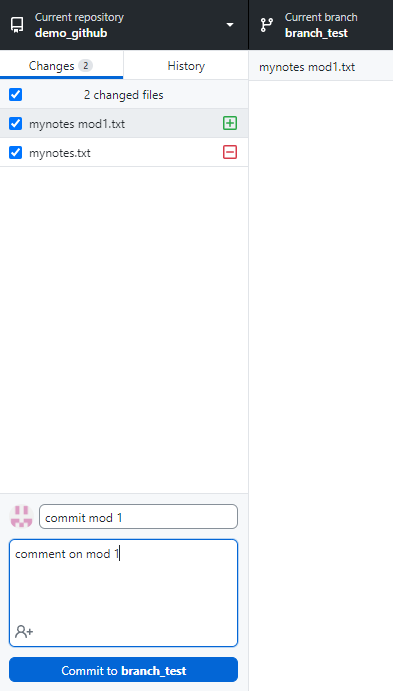 Current repository
demo_github
Current branch
branch_test
Changes 2
History
mynotes mod1.txt
2 changed files
mynotes mod1.txt
mynotes.txt
commit mod 1
comment on mod 1
Commit to branch_test